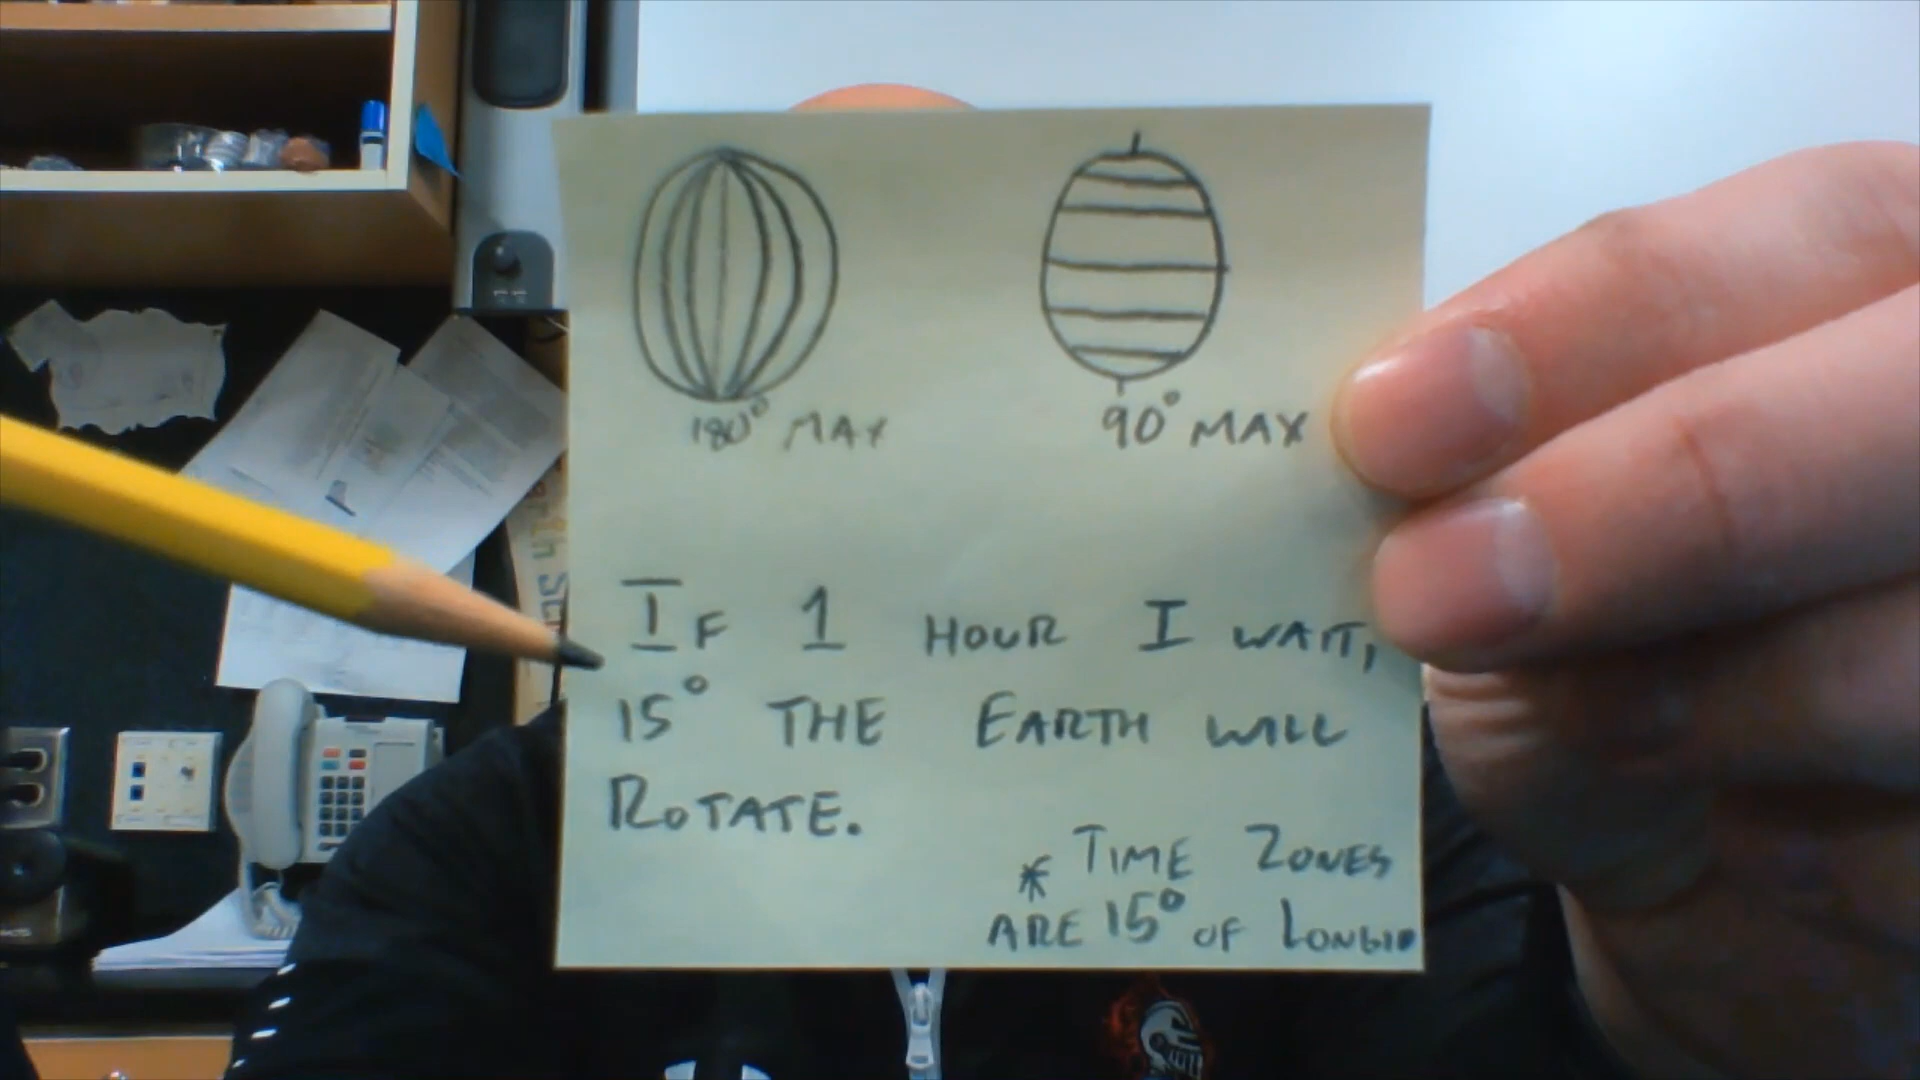 180° MAX
90° MAX
IF 1 HOUR I WAIT,
15° THE EARTH WILL
ROTATE.
* TIME ZONES
ARE 15° OF